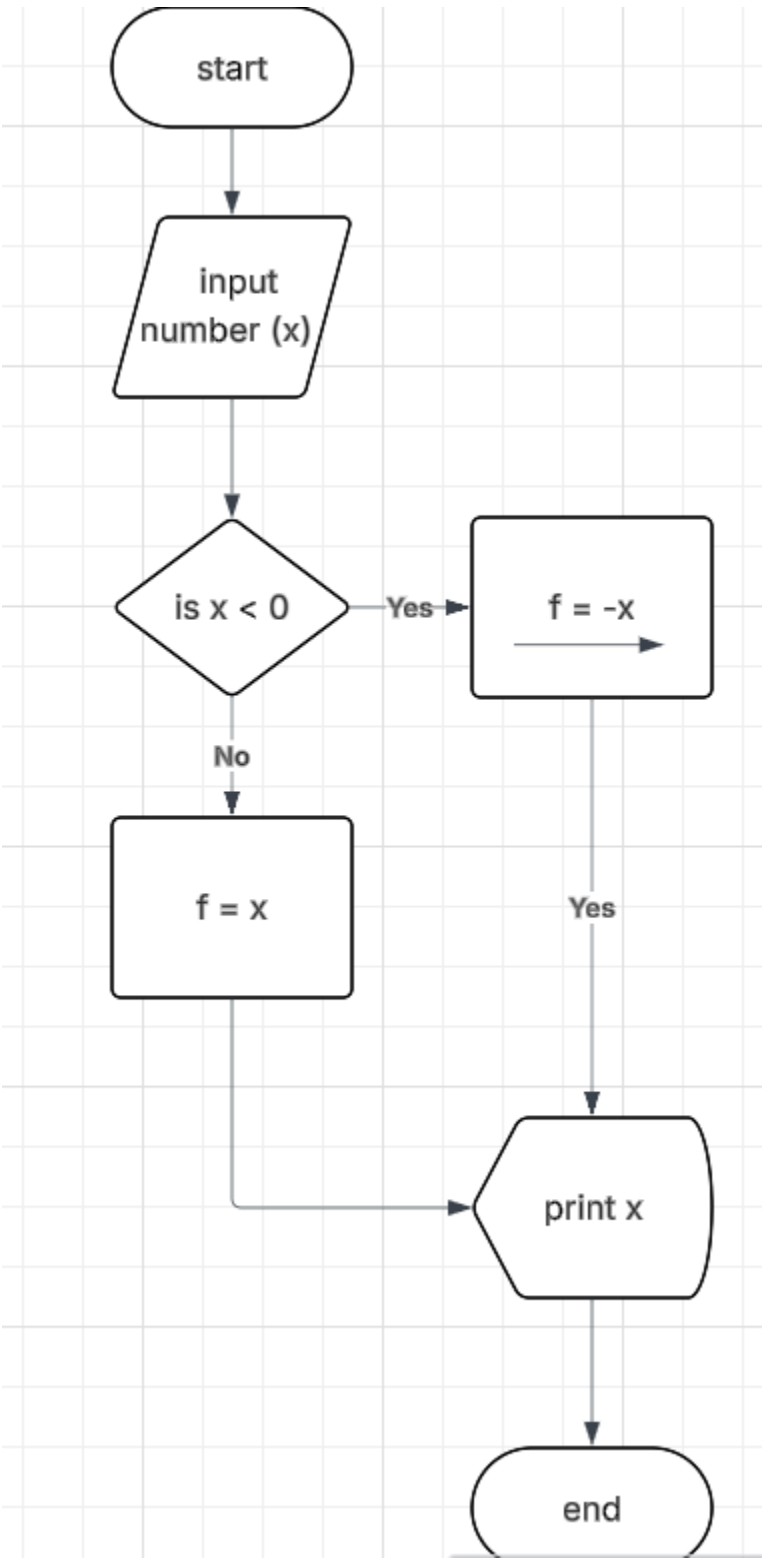 start
input
number (x)
is x < 0
Yes
f = -x
No
f = x
Yes
print x
end